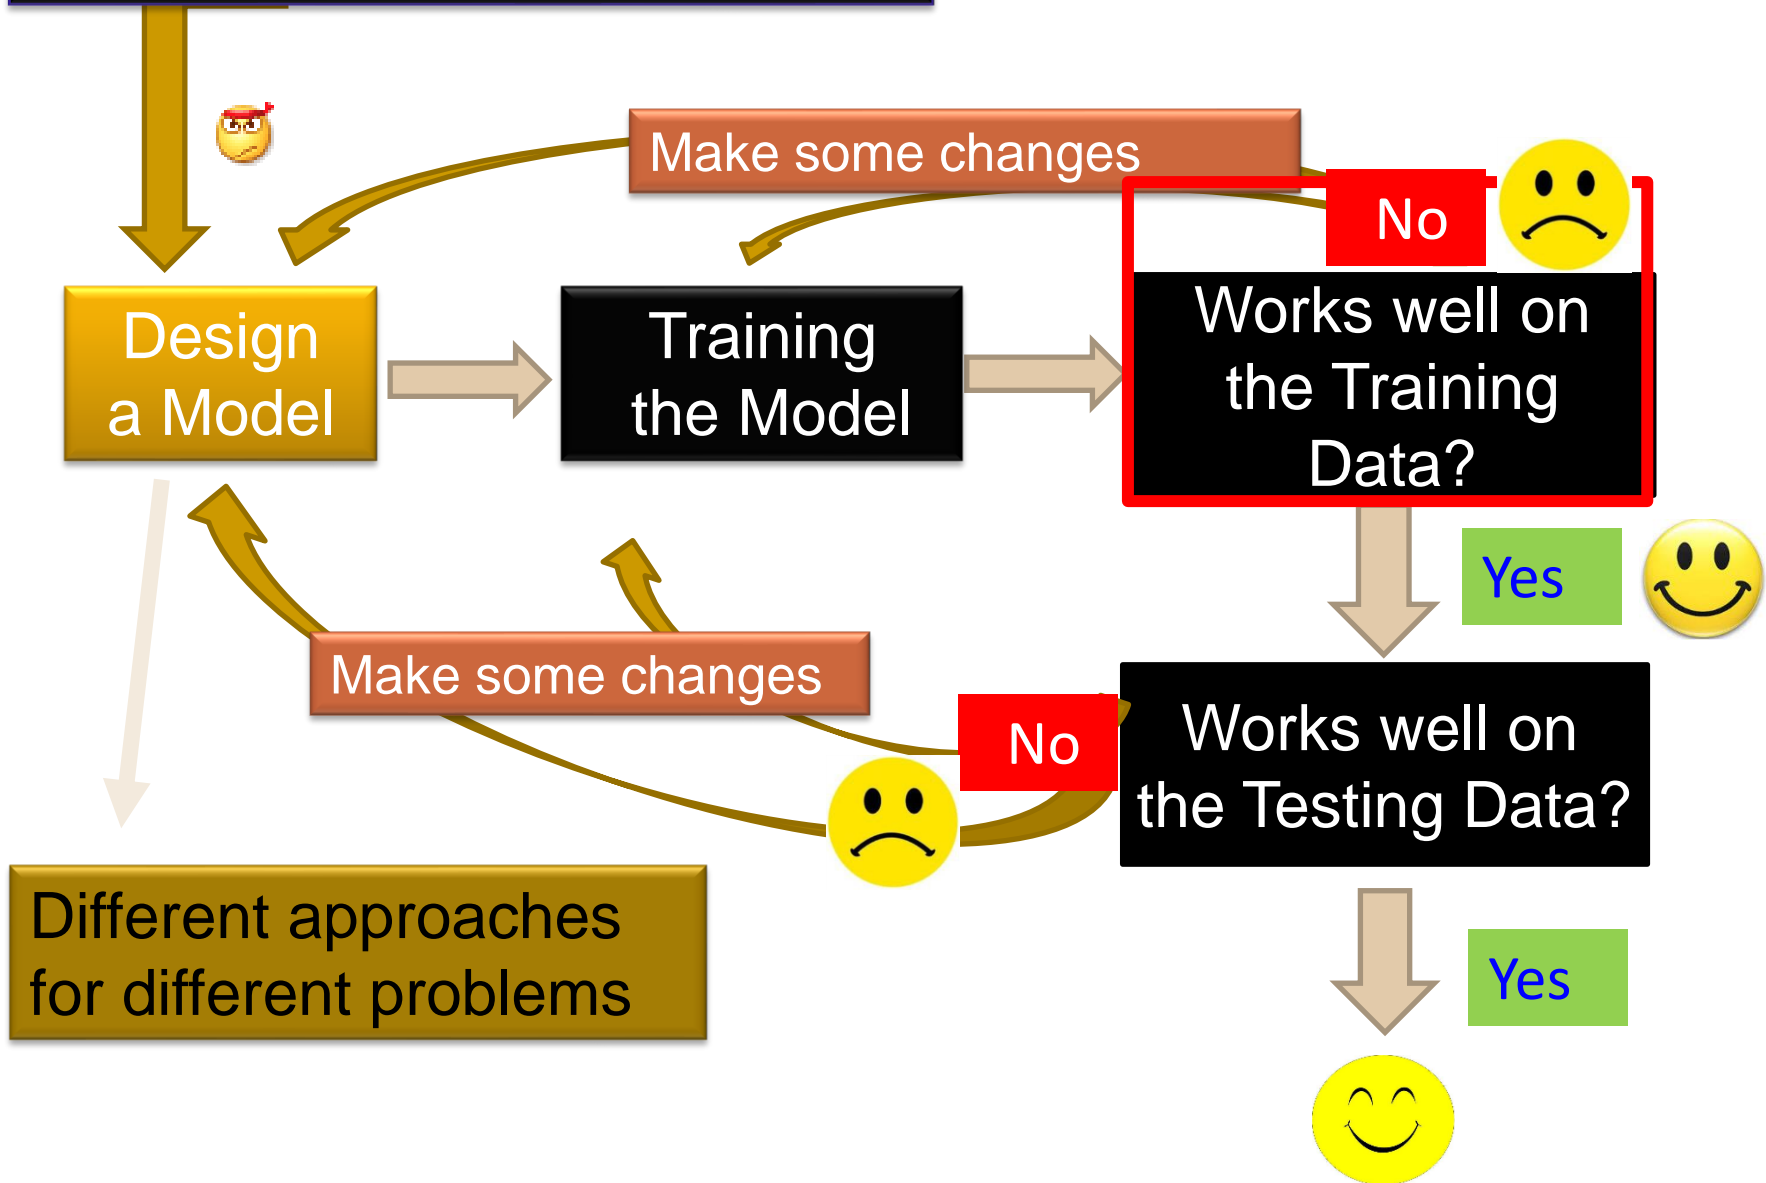 Make some changes
No
Design
a Model
Training
the Model
Works well on
the Training
Data?
Yes
Make some changes
No
Works well on
the Testing Data?
Different approaches
for different problems
Yes